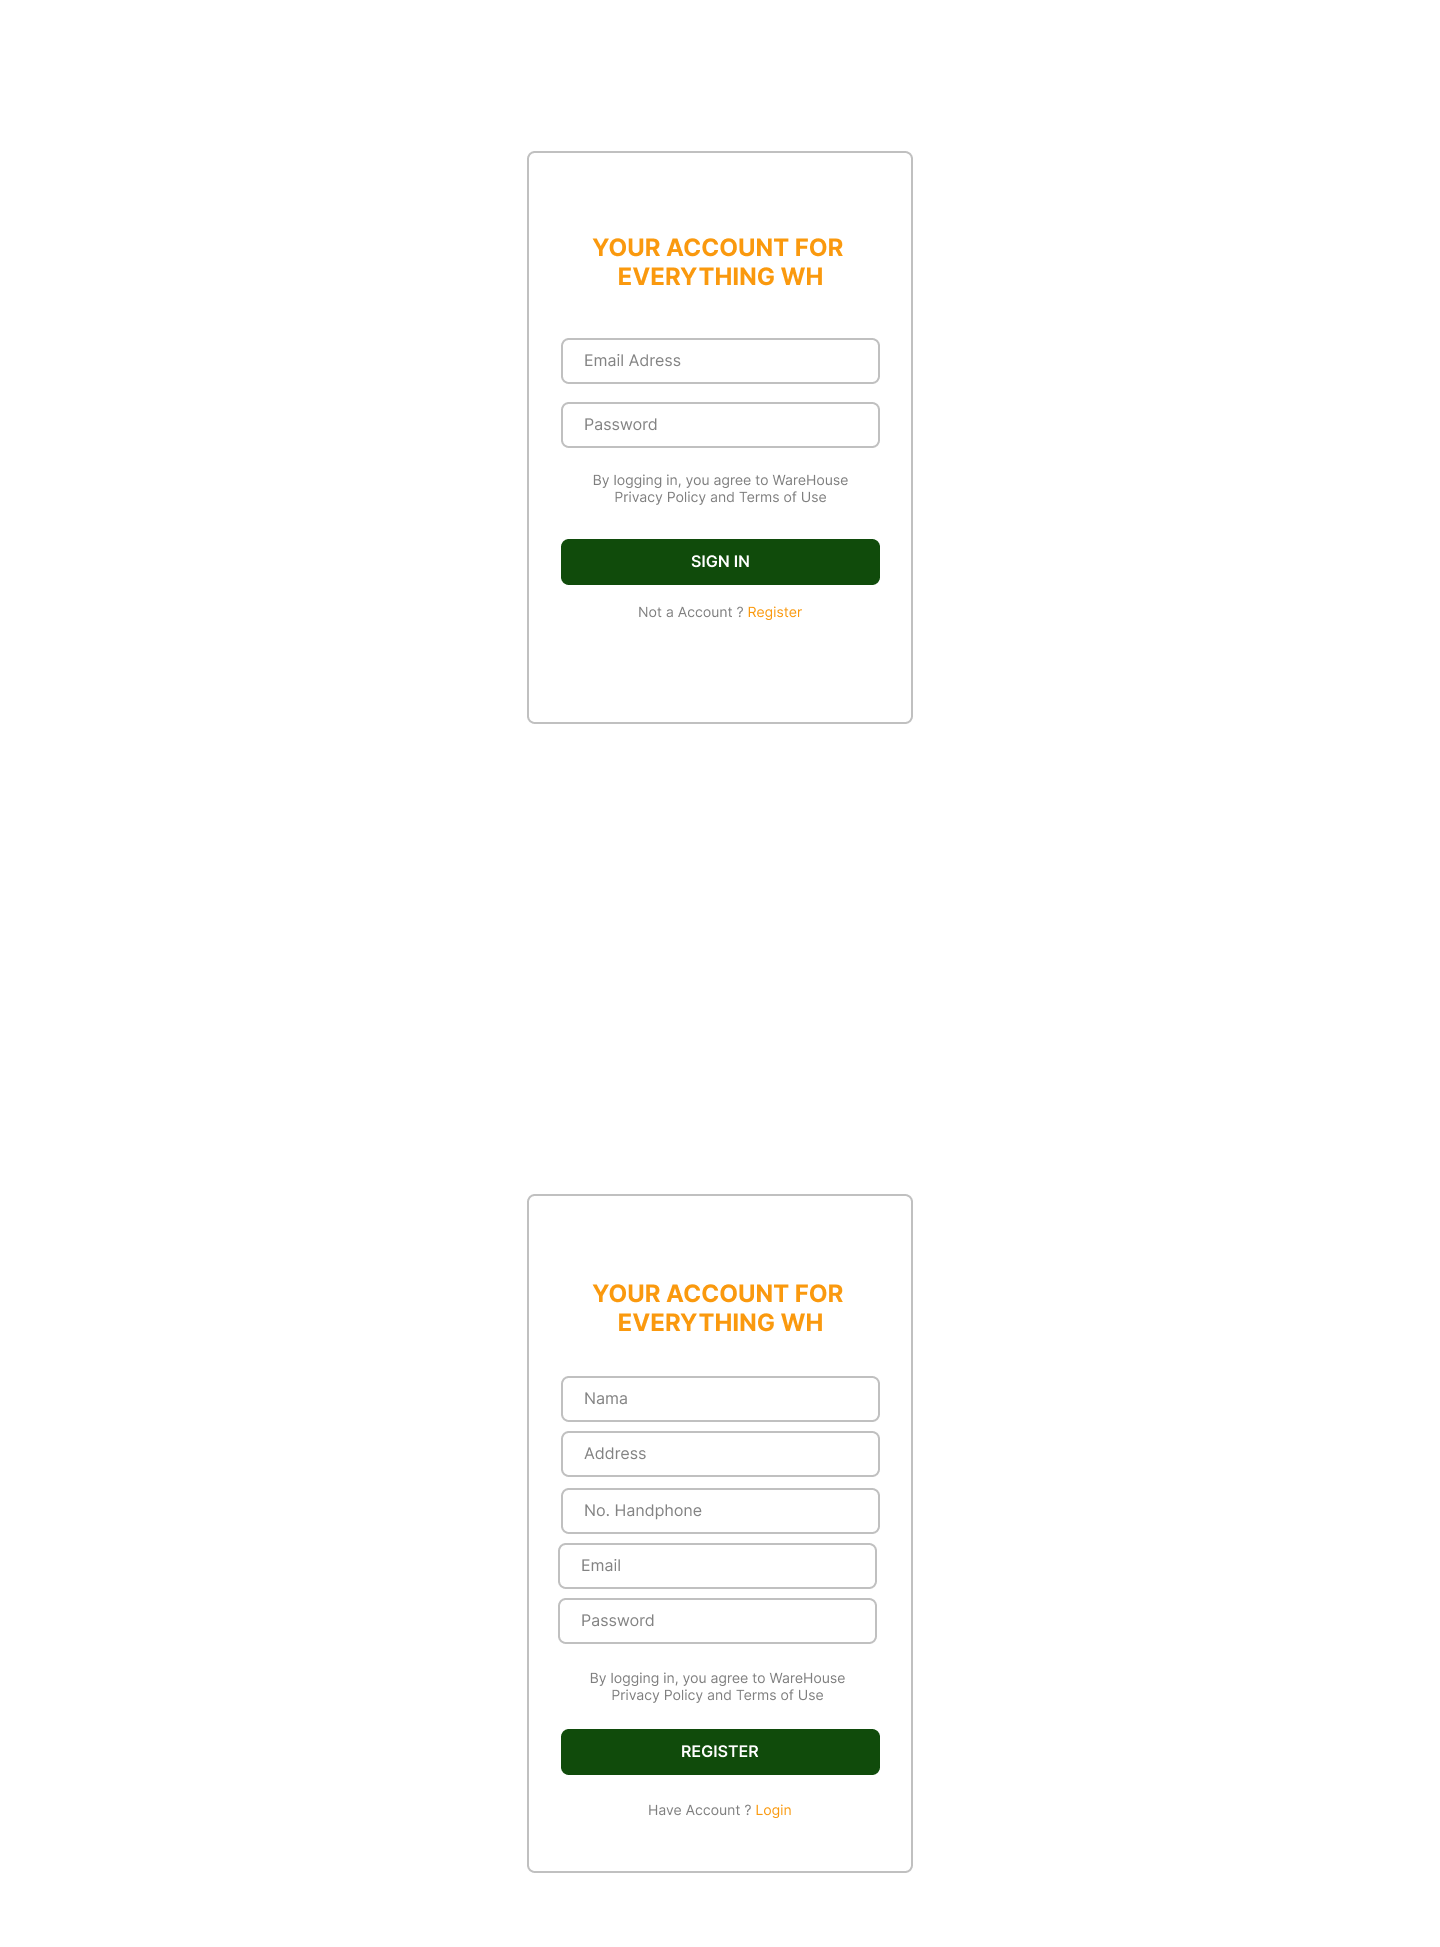 YOUR ACCOUNT FOR
EVERYTHING WH
Email Adress
Password
By logging in, you agree to WareHouse
Privacy Policy and Terms of Use
SIGN IN
Not a Account ? Register
YOUR ACCOUNT FOR
EVERYTHING WH
Nama
Address
No. Handphone
Email
Password
By logging in, you agree to WareHouse
Privacy Policy and Terms of Use
REGISTER
Have Account ? Login